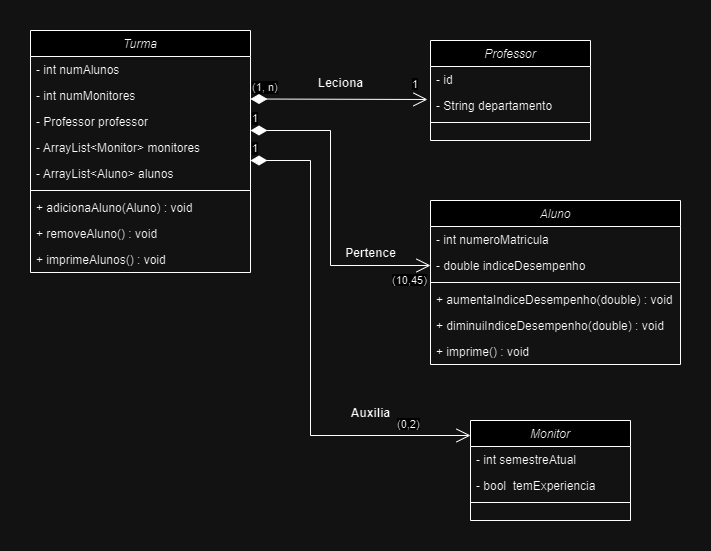 Turma
- int numAlunos
- int numMonitores
- Professor professor
- ArrayList<Monitor> monitores
- ArrayList<Aluno> alunos
+ adicionaAluno(Aluno) : void
+ removeAluno() : void
+ imprimeAlunos() : void
(1, n)
Leciona
1
1
1
Professor
- id
- String departamento
Pertence
(10,45)
Aluno
- int numeroMatricula
- double indiceDesempenho
+ aumentaIndiceDesempenho(double) : void
+ diminuiIndiceDesempenho(double) : void
+ imprime() : void
Auxilia
(0,2)
Monitor
- int semestreAtual
- bool temExperiencia